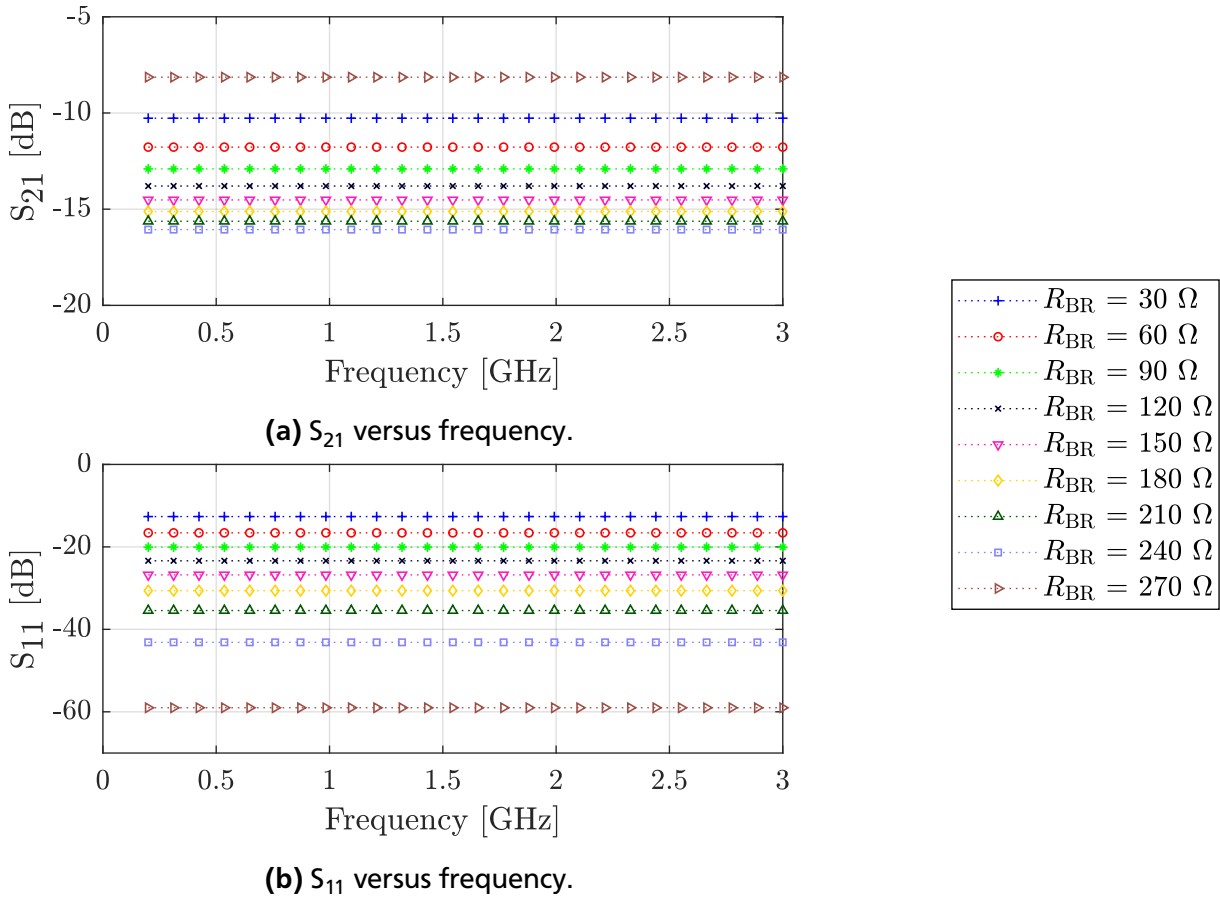 -5
-10
-15
-20
S21 [dB]
0 0.5 1 1.5 2 2.5 3
Frequency [GHz]
(a) S21 versus frequency.
0
-20
-40
-60
S11 [dB]
0 0.5 1 1.5 2 2.5 3
Frequency [GHz]
(b) S11 versus frequency.
RBR = 30 Ω
RBR = 60 Ω
RBR = 90 Ω
RBR = 120 Ω
RBR = 150 Ω
RBR = 180 Ω
RBR = 210 Ω
RBR = 240 Ω
RBR = 270 Ω